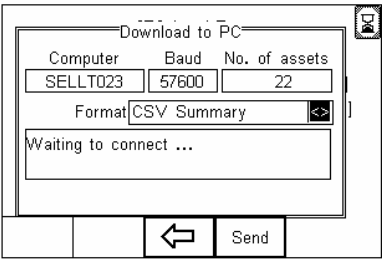 Download to PC
Computer Baud No. of assets
SELLT023 57600 22
Format CSV Summary <>
Waiting to connect ...
Send